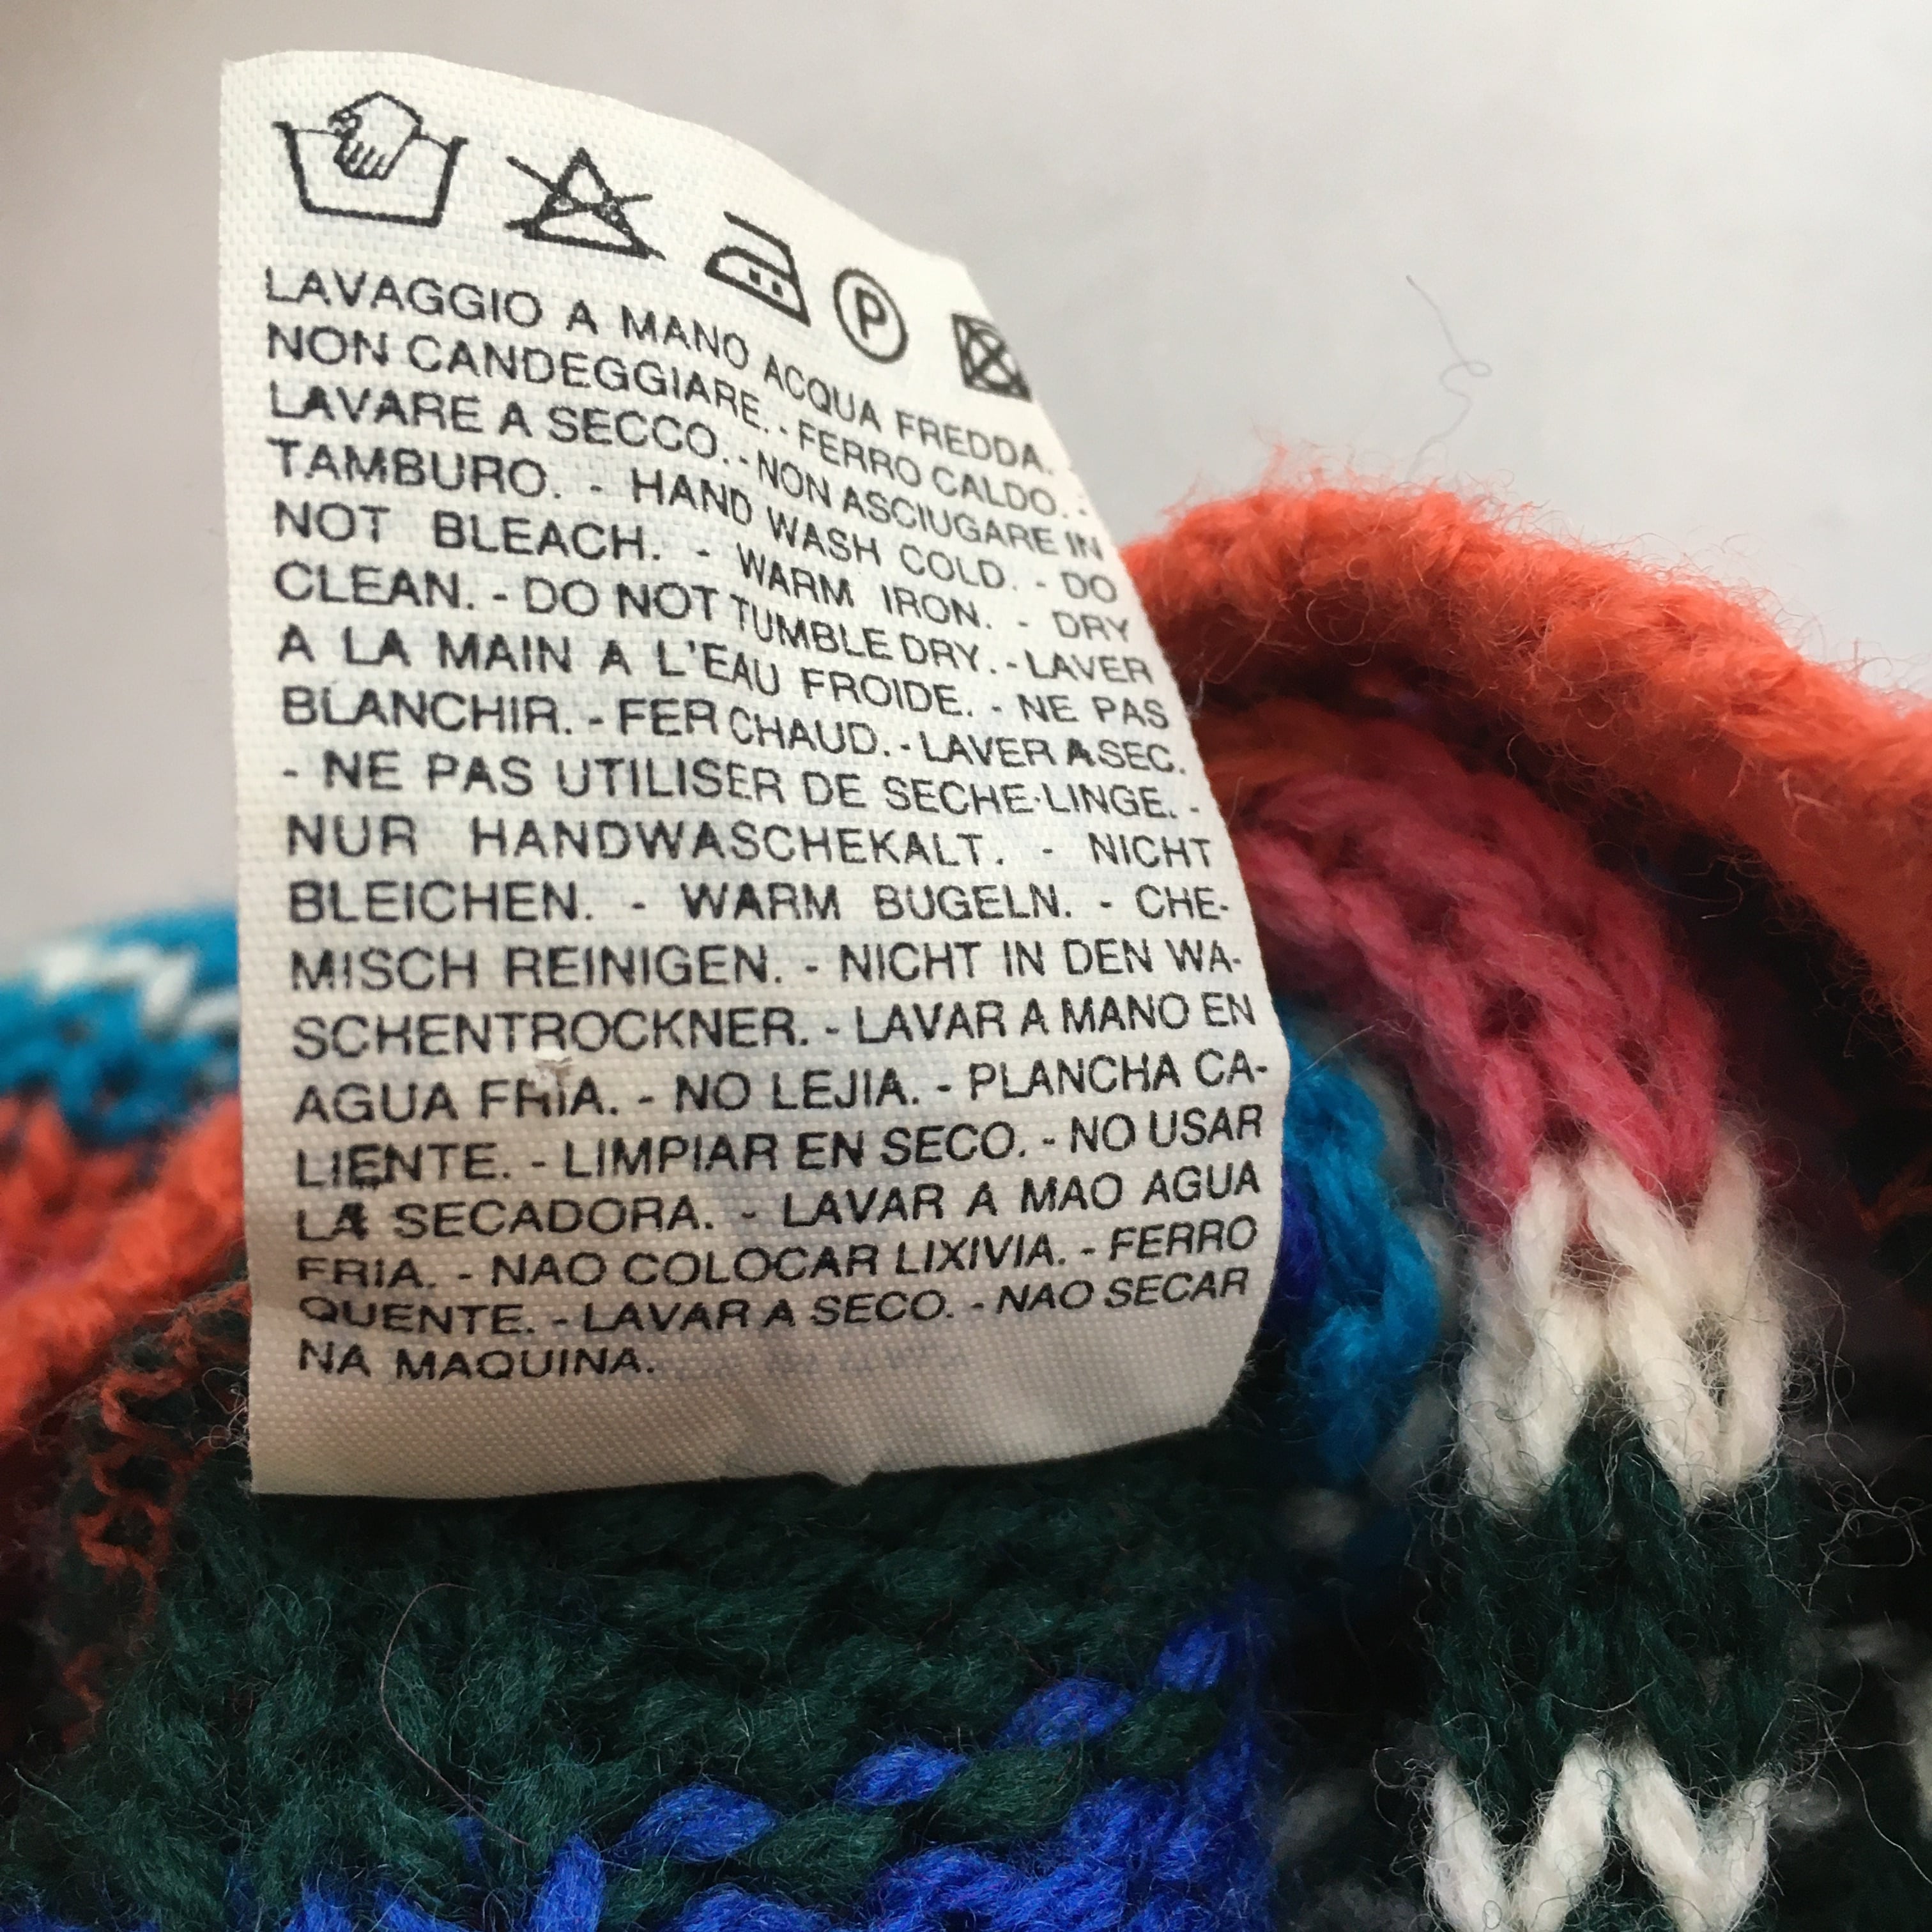 P
LAVAGGIO A MANO ACQUA FREDDA. -
NON CANDEGGIARE. - FERRO CALDO. -
LAVARE A SECCO. - NON ASCIUGARE IN
TAMBURO. - HAND WASH COLD. - DO
NOT BLEACH. - WARM IRON. - DRY
CLEAN. - DO NOT TUMBLE DRY. - LAVER
A LA MAIN A L'EAU FROIDE. - NE PAS
BLANCHIR. - FER CHAUD. - LAVER A SEC.
- NE PAS UTILISER DE SECHE-LINGE. -
NUR HANDWASCHEKALT. - NICHT
BLEICHEN. - WARM BUGELN. - CHE-
MISCH REINIGEN. - NICHT IN DEN WA-
SCHENTROCKNER. - LAVAR A MANO EN
AGUA FRIA. - NO LEJIA. - PLANCHA CA-
LIENTE. - LIMPIAR EN SECO. - NO USAR
LA SECADORA. - LAVAR A MAO AGUA
FRIA. - NAO COLOCAR LIXIVIA. - FERRO
QUENTE. - LAVAR A SECO. - NAO SECAR
NA MAQUINA.